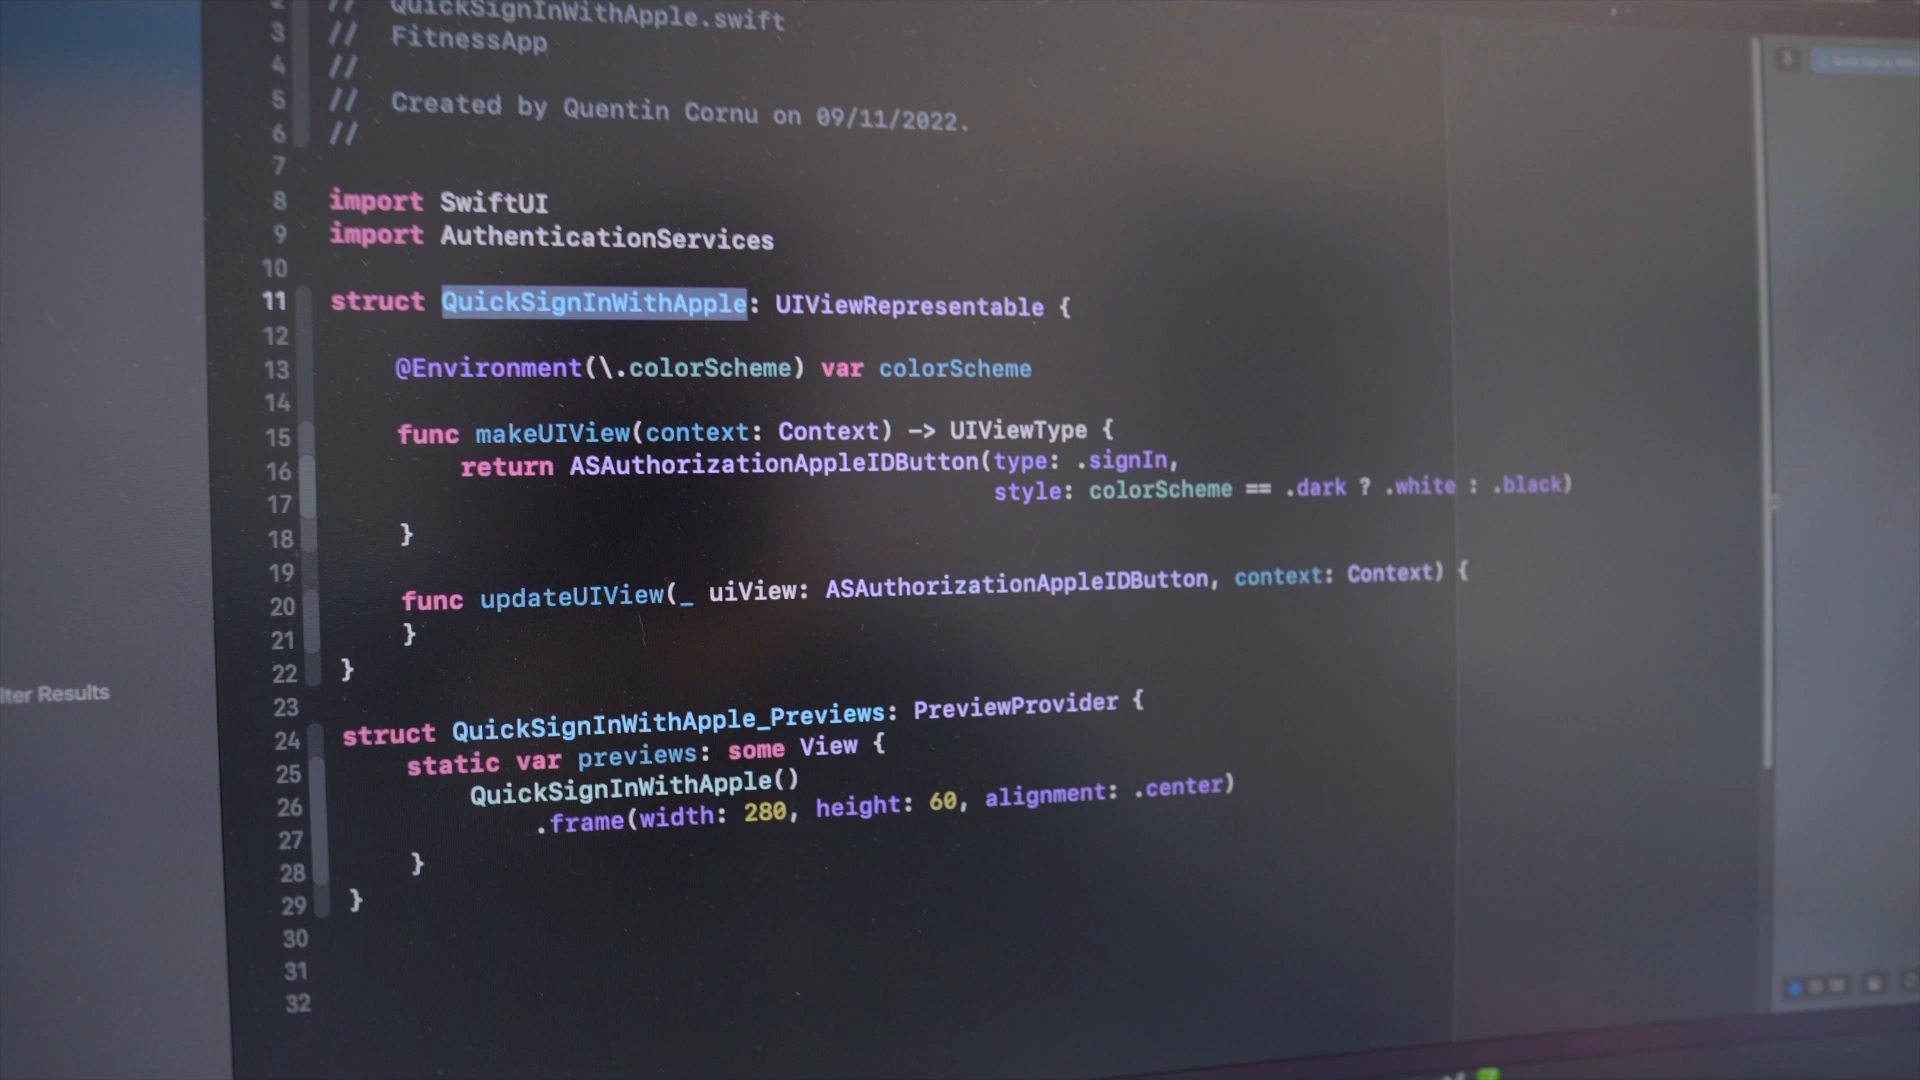 2 // QuickSignInWithApple.swift
3 // FitnessApp
4 //
5 // Created by Quentin Cornu on 09/11/2022.
6 //
7
8 import SwiftUI
9 import AuthenticationServices
10
11 struct QuickSignInWithApple: UIViewRepresentable {
12
13 @Environment(\.colorScheme) var colorScheme
14
15 func makeUIView(context: Context) -> UIViewType {
16 return ASAuthorizationAppleIDButton(type: .signIn,
17 style: colorScheme == .dark ? .white : .black)
18 }
19
20 func updateUIView(_ uiView: ASAuthorizationAppleIDButton, context: Context) {
21 }
22 }
23
24 struct QuickSignInWithApple_Previews: PreviewProvider {
25 static var previews: some View {
26 QuickSignInWithApple()
27 .frame(width: 280, height: 60, alignment: .center)
28 }
29 }
30
31
32
lter Results